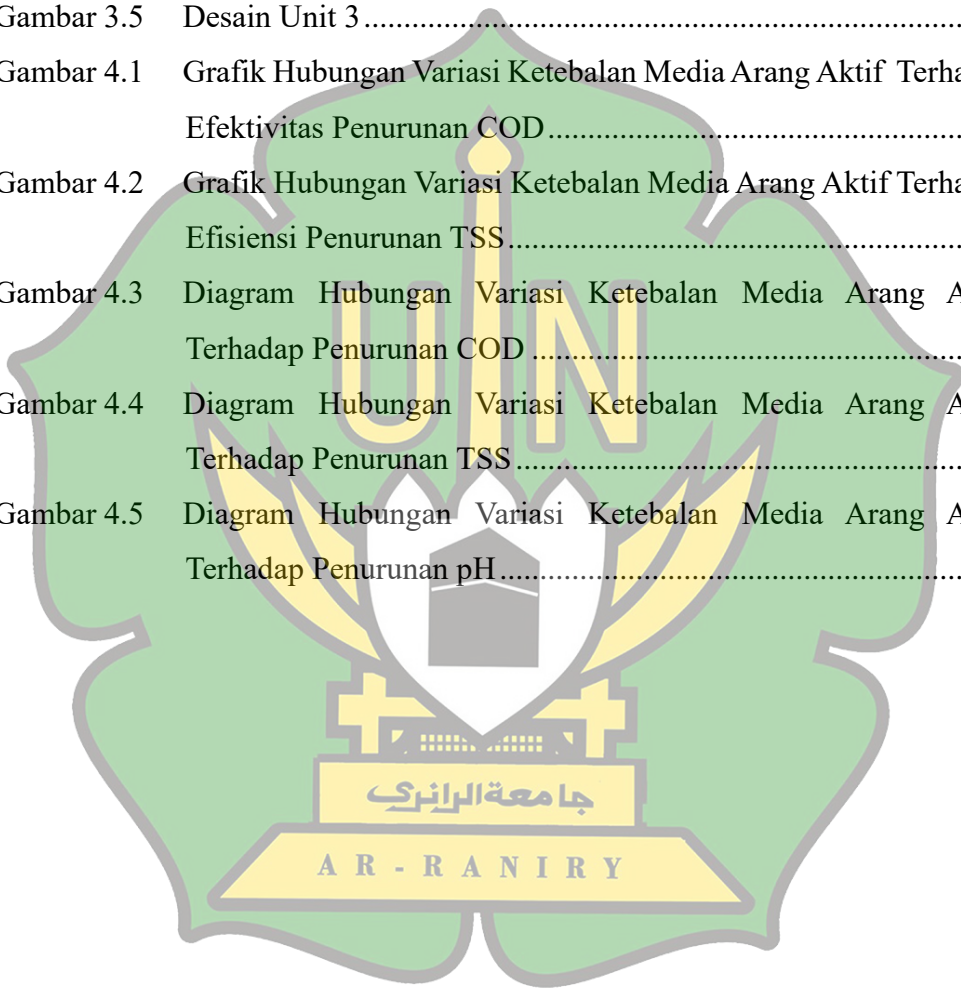 Gambar 3.5 Desain Unit 3
Gambar 4.1 Grafik Hubungan Variasi Ketebalan Media Arang Aktif Terha
Efektivitas Penurunan COD
Gambar 4.2 Grafik Hubungan Variasi Ketebalan Media Arang Aktif Terha
Efisiensi Penurunan TSS
Gambar 4.3 Diagram Hubungan Variasi Ketebalan Media Arang A
Terhadap Penurunan COD
Gambar 4.4 Diagram Hubungan Variasi Ketebalan Media Arang A
Terhadap Penurunan TSS
Gambar 4.5 Diagram Hubungan Variasi Ketebalan Media Arang A
Terhadap Penurunan pH
UIN
جامعة الرانري
AR-RANIRY